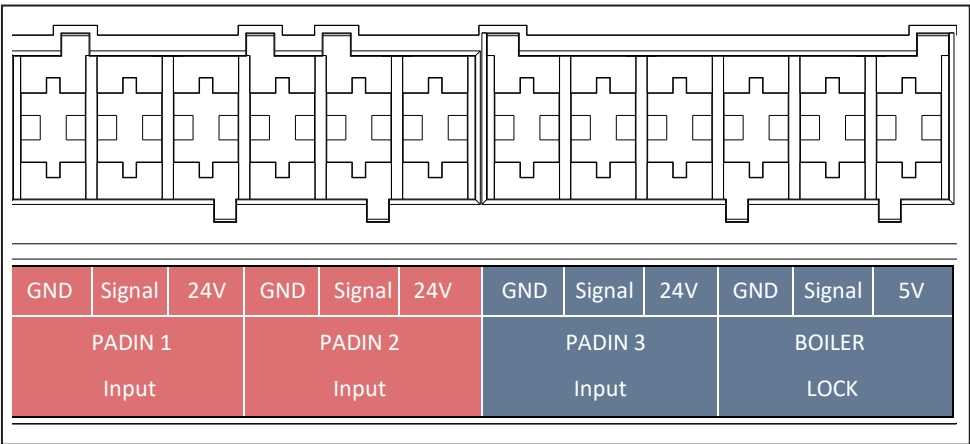 GND Signal 24V GND Signal 24V GND Signal 24V GND Signal 5V
PADIN 1 PADIN 2 PADIN 3 BOILER
Input Input Input LOCK